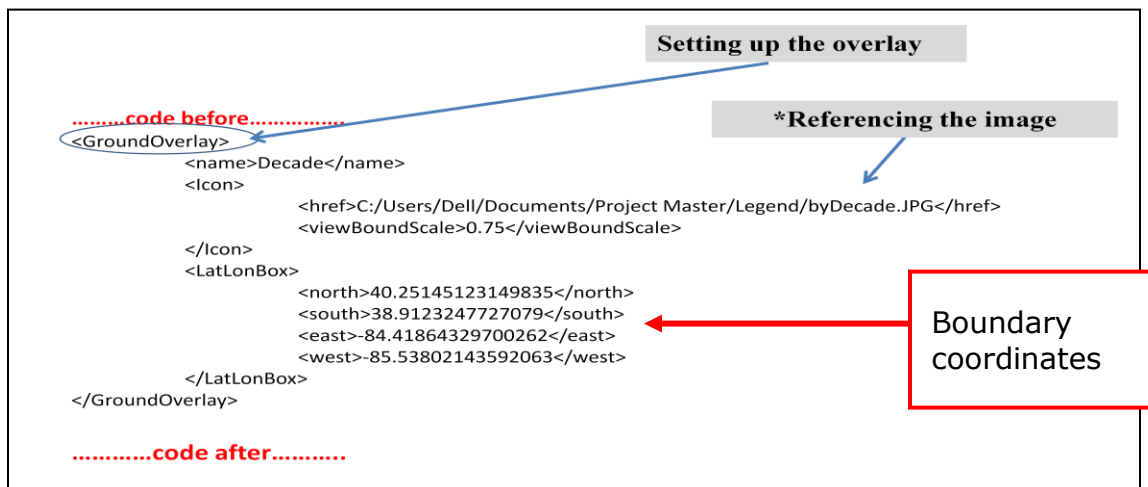 Setting up the overlay
………code before……………
*Referencing the image
<GroundOverlay>
<name>Decade</name>
<Icon>
<href>C:/Users/Dell/Documents/Project Master/Legend/byDecade.JPG</href>
<viewBoundScale>0.75</viewBoundScale>
</Icon>
<LatLonBox>
<north>40.25145123149835</north>
<south>38.9123247727079</south>
<east>-84.41864329700262</east>
<west>-85.53802143592063</west>
</LatLonBox>
</GroundOverlay>
Boundary
coordinates
…………code after………..